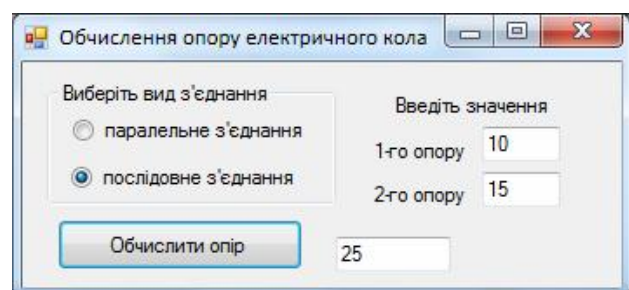 Обчислення опору електричного кола
Виберіть вид з'єднання
паралельне з'єднання
послідовне з'єднання
Введіть значення
1-го опору 10
2-го опору 15
Обчислити опір
25